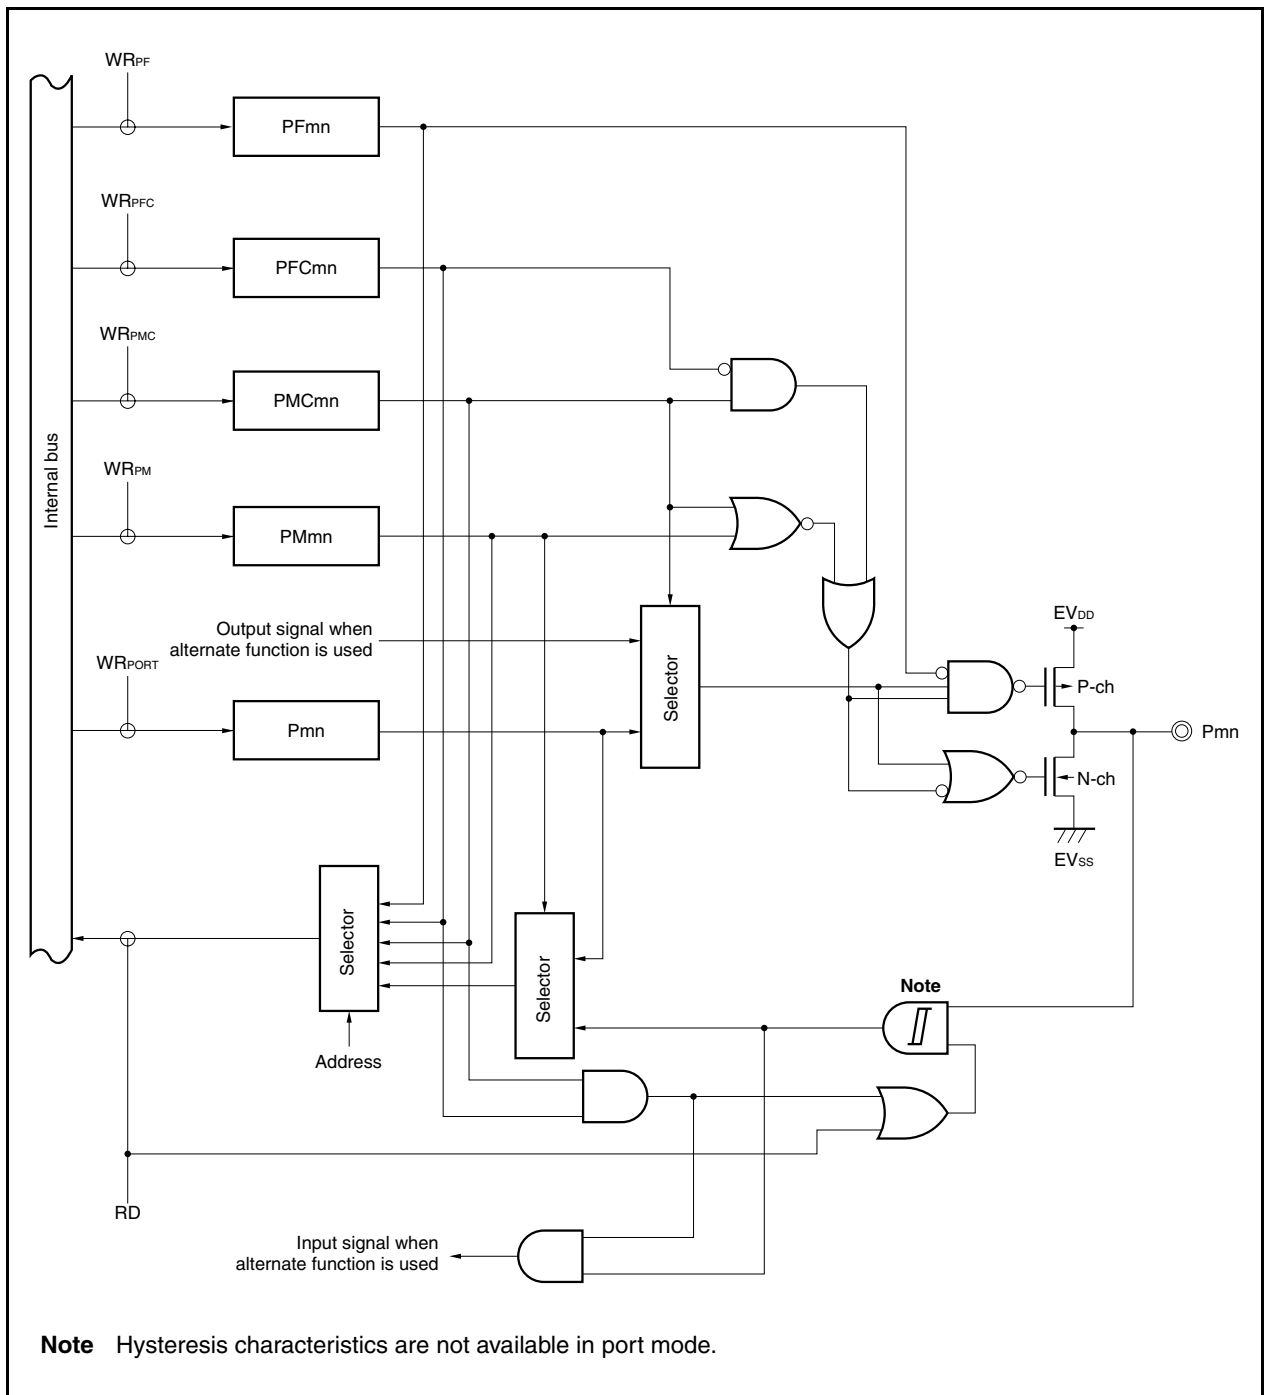 WRPF
PFmn
WRPFC
PFCmn
WRPMC
PMCmn
Internal bus
WRPM
PMmn
Output signal when
alternate function is used
Selector
EVDD
P-ch
WRPORT
Pmn
Pmn
N-ch
EVSS
Selector
Selector
Note
Address
RD
Input signal when
alternate function is used
Note Hysteresis characteristics are not available in port mode.